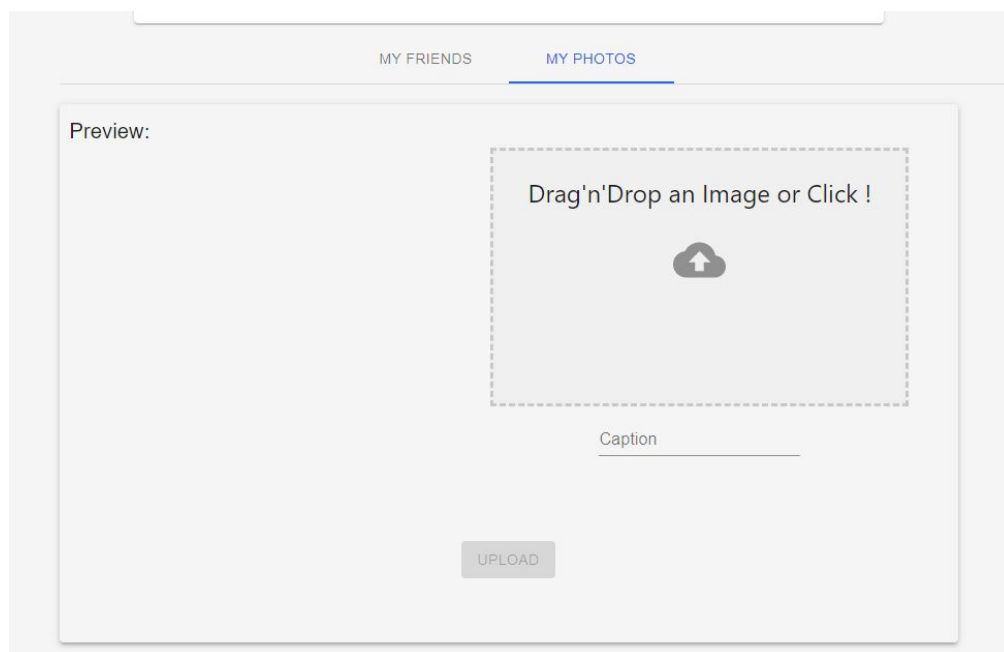 MY FRIENDS MY PHOTOS
Preview:
Drag'n'Drop an Image or Click !
Caption
UPLOAD